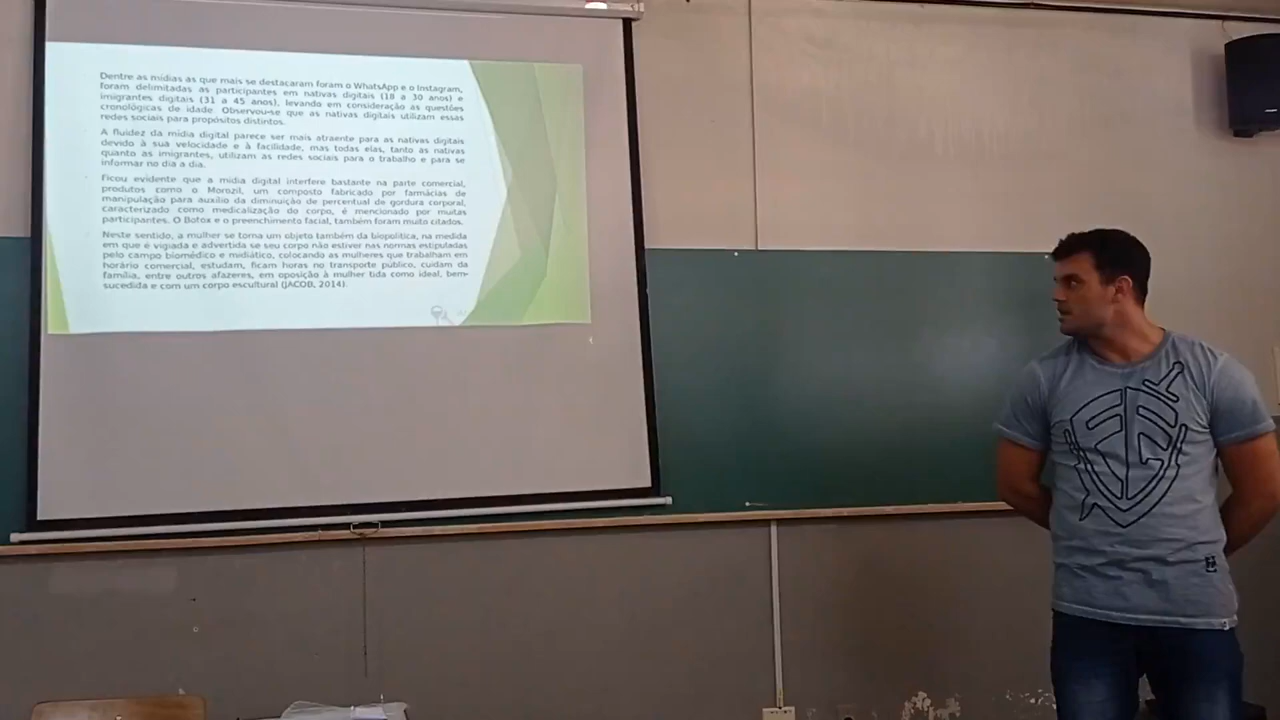 Dentre as mídias as que mais se destacaram foram o WhatsApp e o Instagram,
foram delimitadas as participantes em nativas digitais (18 a 30 anos) e
imigrantes digitais (31 a 45 anos), levando em consideração as questões
cronológicas de idade. Observou-se que as nativas digitais utilizam essas
redes sociais para propósitos distintos.
A fluidez da mídia digital parece ser mais atraente para as nativas digitais
devido à sua velocidade e à facilidade, mas todas elas, tanto as nativas
quanto as imigrantes, utilizam as redes sociais para o trabalho e para se
informar no dia a dia.
Ficou evidente que a mídia digital interfere bastante na parte comercial,
produtos como o Morozil, um composto fabricado por farmácias de
manipulação para auxílio da diminuição de percentual de gordura corporal,
caracterizado como medicalização do corpo, é mencionado por muitas
participantes. O Botox e o preenchimento facial, também foram muito citados.
Neste sentido, a mulher se torna um objeto também da biopolítica, na medida
em que é vigiada e advertida se seu corpo não estiver nas normas estipuladas
pelo campo biomédico e midiático, colocando as mulheres que trabalham em
horário comercial, estudam, ficam horas no transporte público, cuidam da
família, entre outros afazeres, em oposição à mulher tida como ideal, bem-
sucedida e com um corpo escultural (JACOB, 2014).